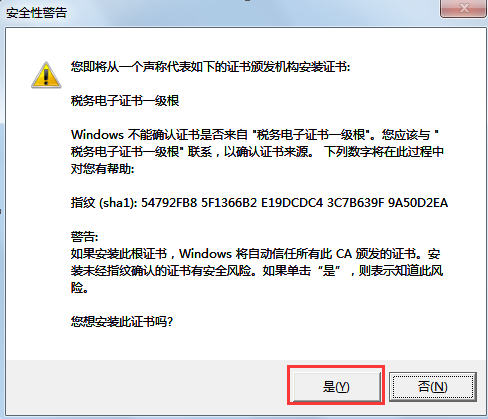 安全性警告
您即将从一个声称代表如下的证书颁发机构安装证书:
税务电子证书一级根
Windows 不能确认证书是否来自 "税务电子证书一级根"。您应该与 "
税务电子证书一级根" 联系，以确认证书来源。 下列数字将在此过程中
对您有帮助:
指纹 (sha1): 54792FB8 5F1366B2 E19DCDC4 3C7B639F 9A50D2EA
警告:
如果安装此根证书，Windows 将自动信任所有此 CA 颁发的证书。安
装未经指纹确认的证书有安全风险。如果单击“是”，则表示知道此风
险。
您想安装此证书吗?
是(Y)
否(N)